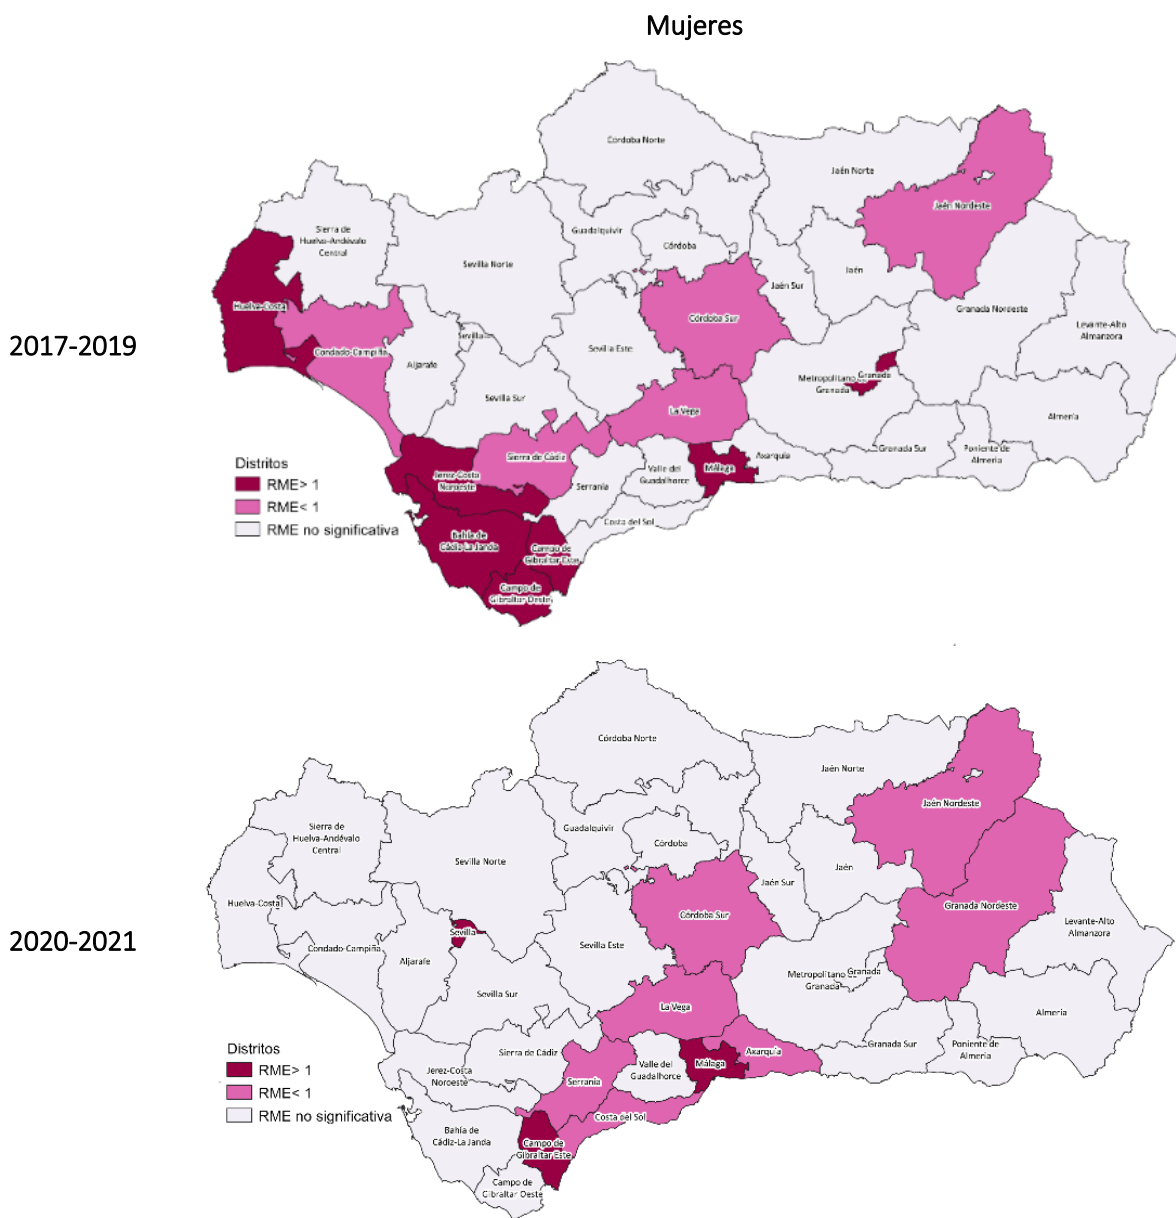 Mujeres
2017-2019
Córdoba Norte
Jaén Norte
Jaén Nordeste
Sierra de
Huelva-Andévalo
Central
Guadalquivir
Córdoba
Sevilla Norte
Jaén
Jaén Sur
Huelva-Costa
Granada Nordeste
Córdoba Sur
Levante-Alto
Almanzora
Sevilla
Sevilla Este
Condado-Campiña
Aljarafe
Metropolitano de
Granada
Granada
Sevilla Sur
La Vega
Almería
Granada Sur
Poniente de
Almería
Axarquía
Sierra de Cádiz
Valle del
Guadalhorce
Málaga
Jerez-Costa
Noroeste
Serranía
Costa del Sol
Bahía de
Cádiz-La Janda
Campo de
Gibraltar Este
Campo de
Gibraltar Oeste
Distritos
RME> 1
RME< 1
RME no significativa
2020-2021
Córdoba Norte
Jaén Norte
Jaén Nordeste
Sierra de
Huelva-Andévalo
Central
Guadalquivir
Córdoba
Sevilla Norte
Jaén
Jaén Sur
Huelva-Costa
Granada Nordeste
Córdoba Sur
Levante-Alto
Almanzora
Sevilla
Sevilla Este
Condado-Campiña
Aljarafe
Metropolitano de
Granada
Granada
Sevilla Sur
La Vega
Almería
Granada Sur
Poniente de
Almería
Axarquía
Sierra de Cádiz
Valle del
Guadalhorce
Málaga
Jerez-Costa
Noroeste
Serranía
Costa del Sol
Bahía de
Cádiz-La Janda
Campo de
Gibraltar Este
Campo de
Gibraltar Oeste
Distritos
RME> 1
RME< 1
RME no significativa